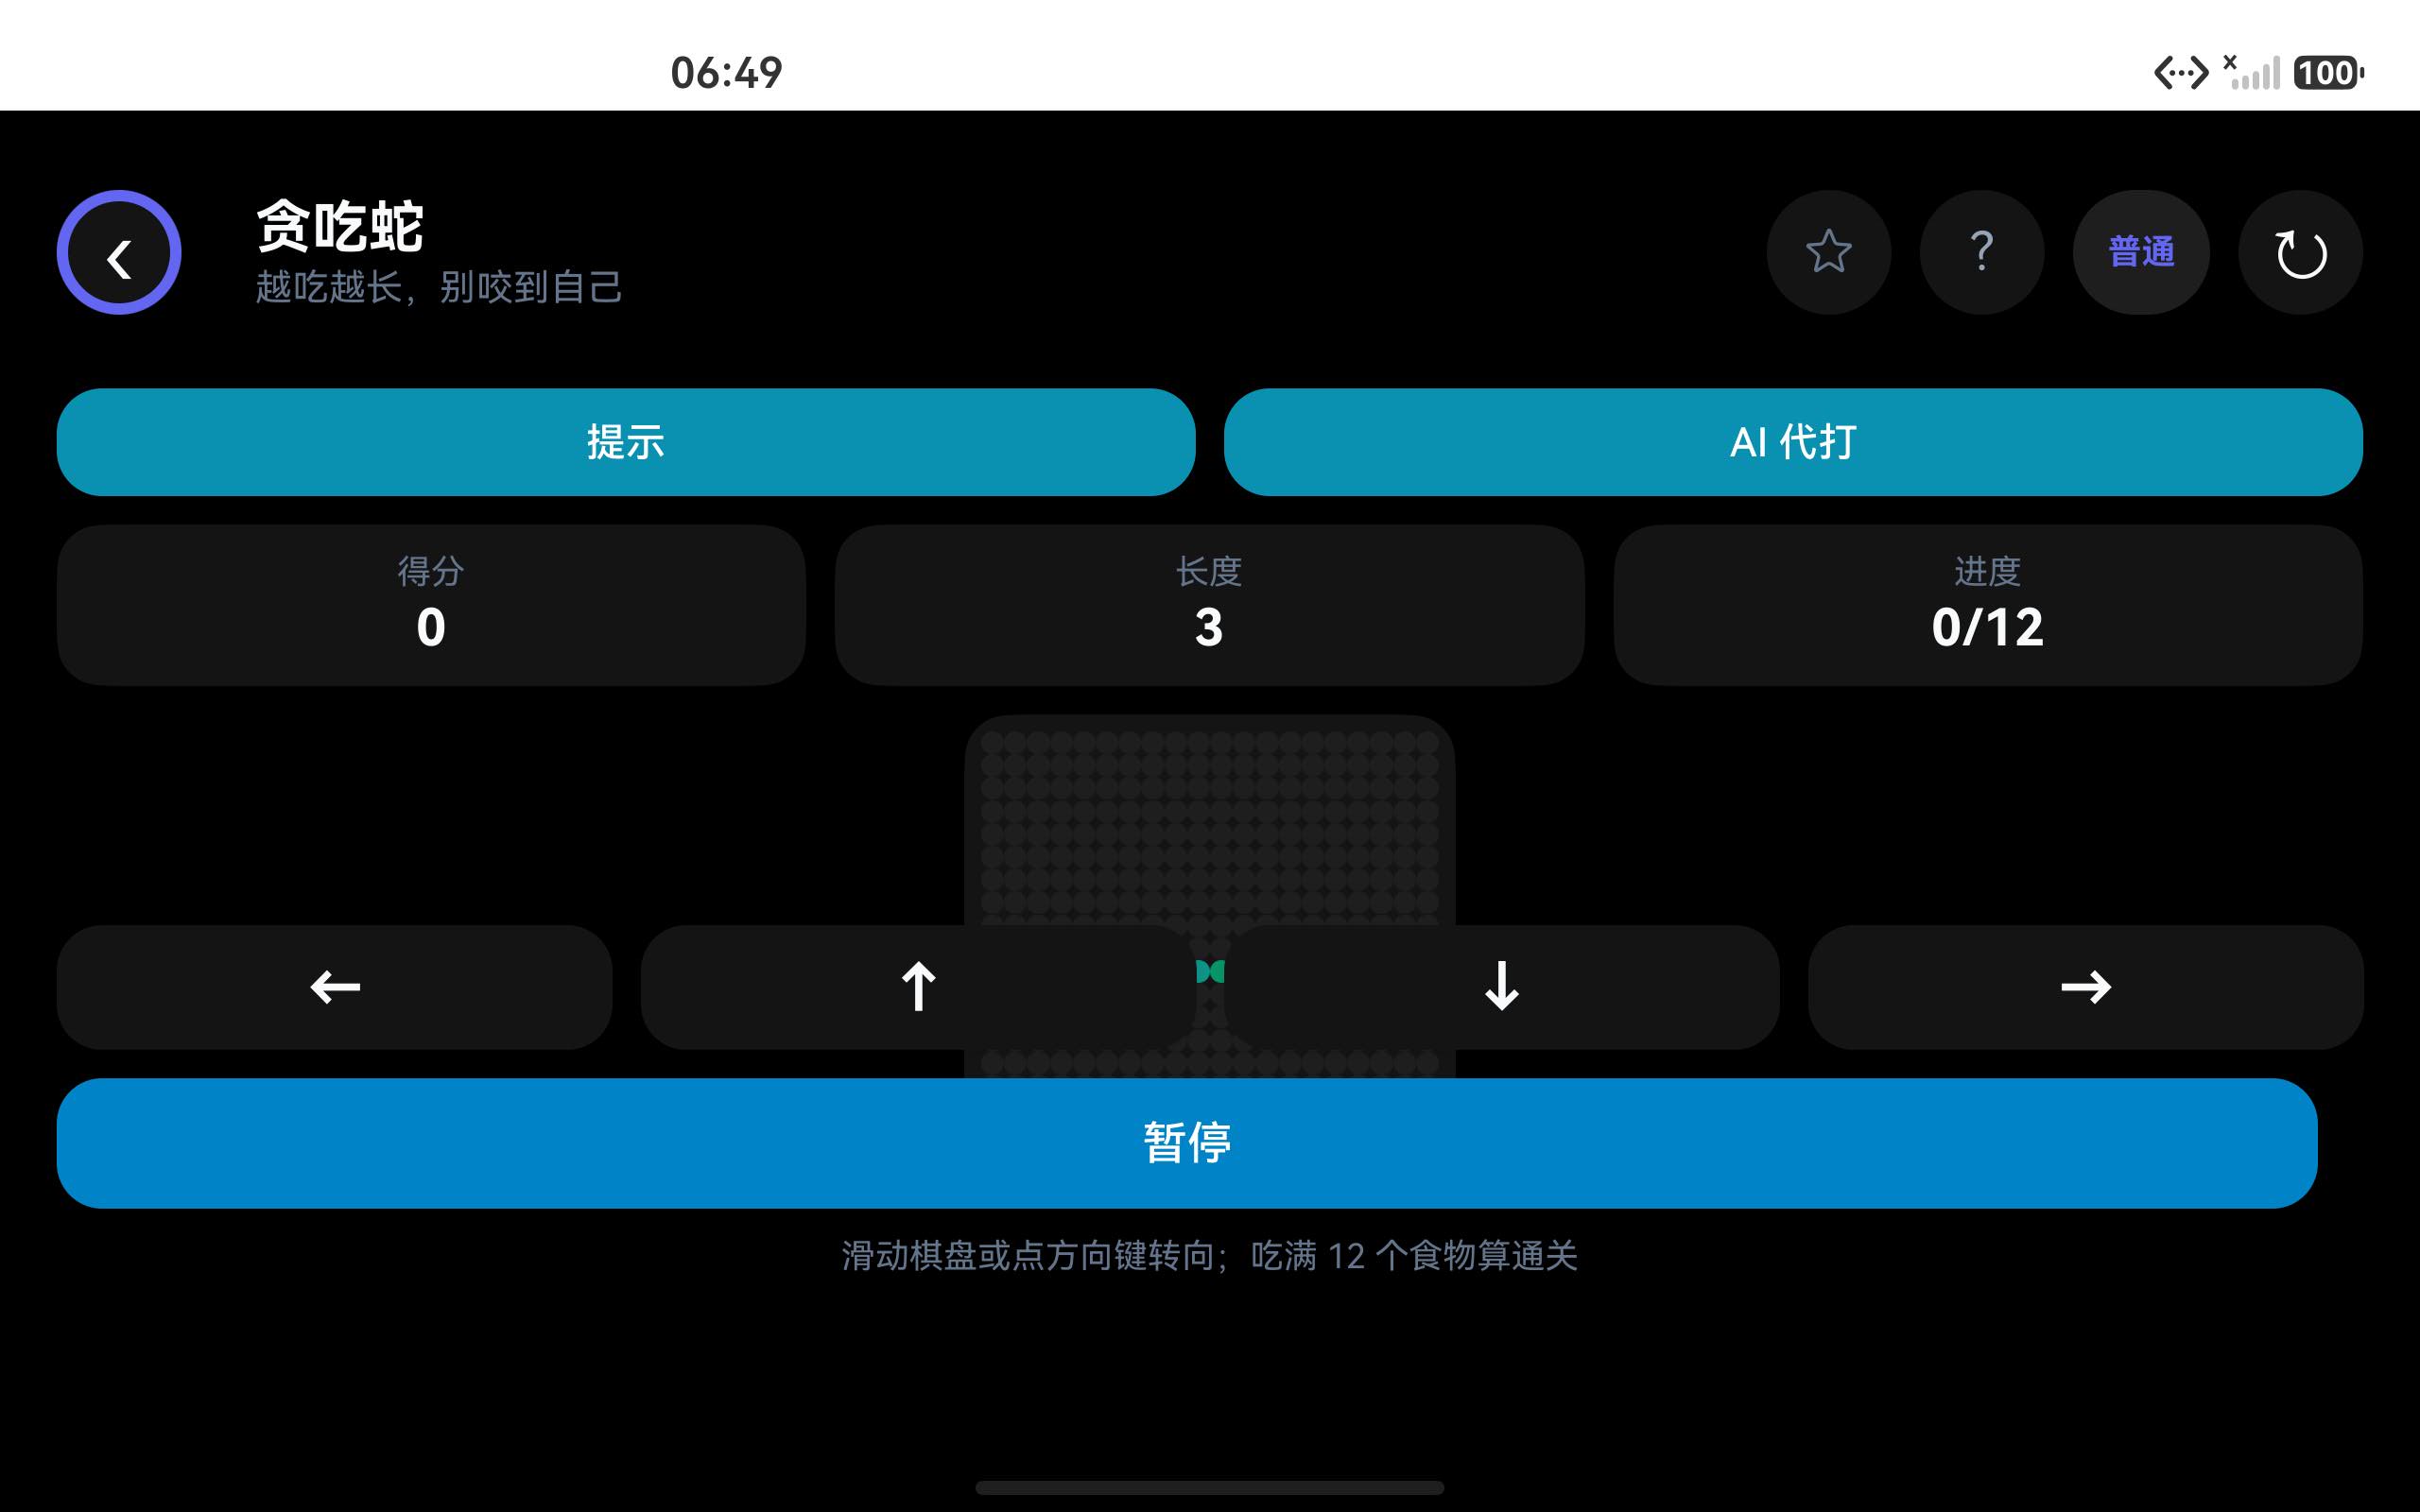 06:49
100
贪吃蛇
越吃越长，别咬到自己
?
普通
提示
AI 代打
得分
0
长度
3
进度
0/12
←
↑
↓
→
暂停
滑动棋盘或点方向键转向；吃满 12 个食物算通关